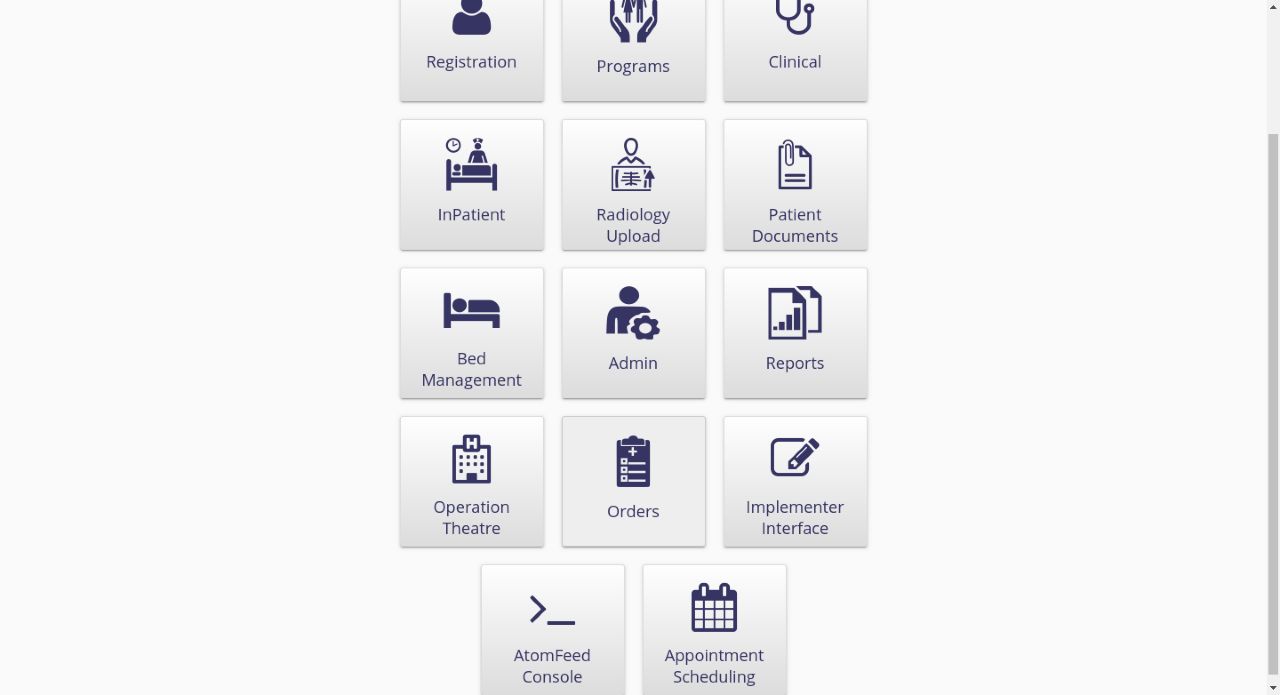 Registration
Programs
Clinical
InPatient
Radiology
Upload
Patient
Documents
Bed
Management
Admin
Reports
Operation
Theatre
Orders
Implementer
Interface
AtomFeed
Console
Appointment
Scheduling